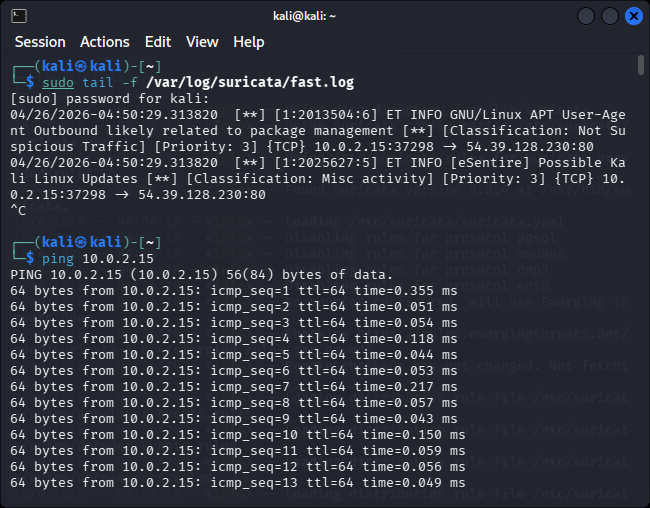 kali@kali: ~
Session Actions Edit View Help
┌──(kali㉿kali)-[~]
└─$ sudo tail -f /var/log/suricata/fast.log
[sudo] password for kali:
04/26/2026-04:50:29.313820  [**] [1:2013504:6] ET INFO GNU/Linux APT User-Age
nt Outbound likely related to package management [**] [Classification: Not Su
spicious Traffic] [Priority: 3] {TCP} 10.0.2.15:37298 → 54.39.128.230:80
04/26/2026-04:50:29.313820  [**] [1:2025627:5] ET INFO [eSentire] Possible Ka
li Linux Updates [**] [Classification: Misc activity] [Priority: 3] {TCP} 10.
0.2.15:37298 → 54.39.128.230:80
^C
┌──(kali㉿kali)-[~]
└─$ ping 10.0.2.15
PING 10.0.2.15 (10.0.2.15) 56(84) bytes of data.
64 bytes from 10.0.2.15: icmp_seq=1 ttl=64 time=0.355 ms
64 bytes from 10.0.2.15: icmp_seq=2 ttl=64 time=0.051 ms
64 bytes from 10.0.2.15: icmp_seq=3 ttl=64 time=0.054 ms
64 bytes from 10.0.2.15: icmp_seq=4 ttl=64 time=0.118 ms
64 bytes from 10.0.2.15: icmp_seq=5 ttl=64 time=0.044 ms
64 bytes from 10.0.2.15: icmp_seq=6 ttl=64 time=0.053 ms
64 bytes from 10.0.2.15: icmp_seq=7 ttl=64 time=0.217 ms
64 bytes from 10.0.2.15: icmp_seq=8 ttl=64 time=0.057 ms
64 bytes from 10.0.2.15: icmp_seq=9 ttl=64 time=0.043 ms
64 bytes from 10.0.2.15: icmp_seq=10 ttl=64 time=0.150 ms
64 bytes from 10.0.2.15: icmp_seq=11 ttl=64 time=0.059 ms
64 bytes from 10.0.2.15: icmp_seq=12 ttl=64 time=0.056 ms
64 bytes from 10.0.2.15: icmp_seq=13 ttl=64 time=0.049 ms